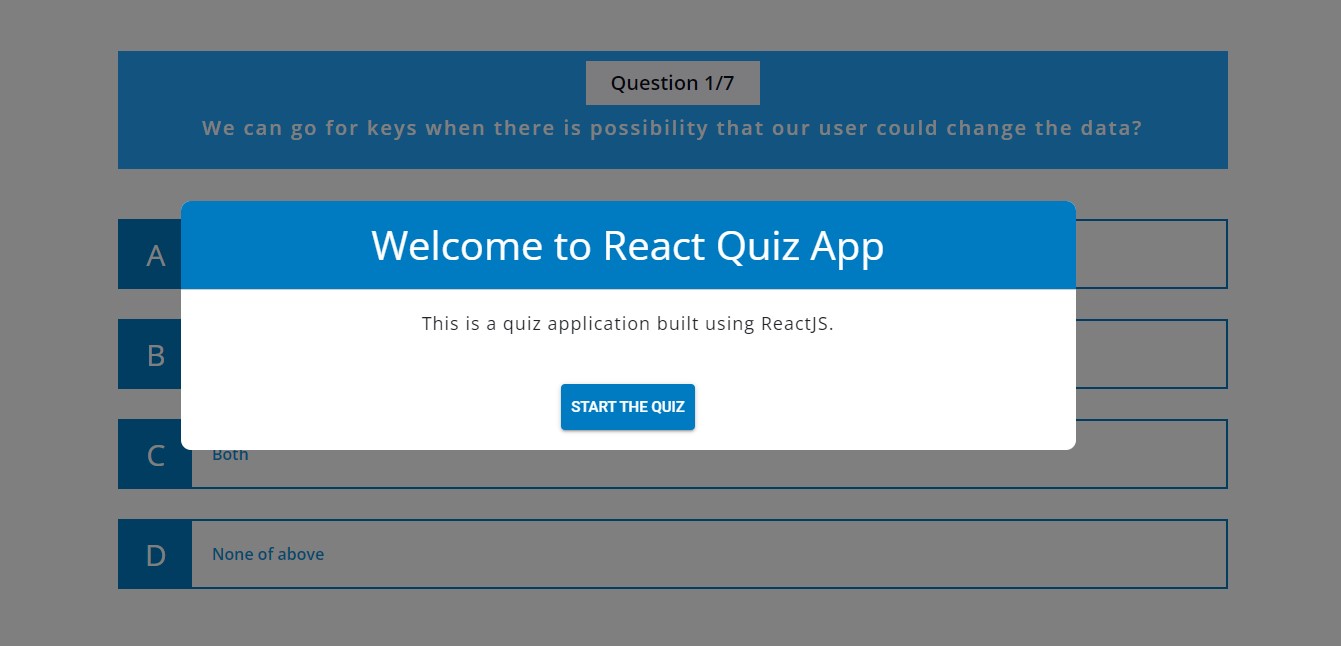 Question 1/7
We can go for keys when there is possibility that our user could change the data?
Welcome to React Quiz App
This is a quiz application built using ReactJS.
START THE QUIZ
A
B
C
Both
D
None of above